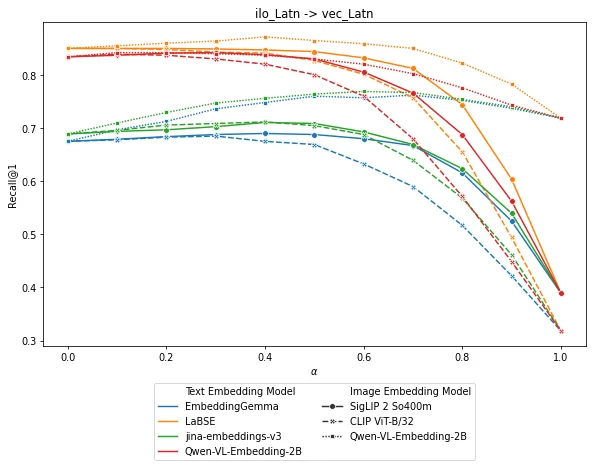 ilo_Latn -> vec_Latn
Recall@1
0.8
0.7
0.6
0.5
0.4
0.3
0.0 0.2 0.4 0.6 0.8 1.0
α
Text Embedding Model Image Embedding Model
EmbeddingGemma SigLIP 2 So400m
LaBSE CLIP ViT-B/32
jina-embeddings-v3 Qwen-VL-Embedding-2B
Qwen-VL-Embedding-2B